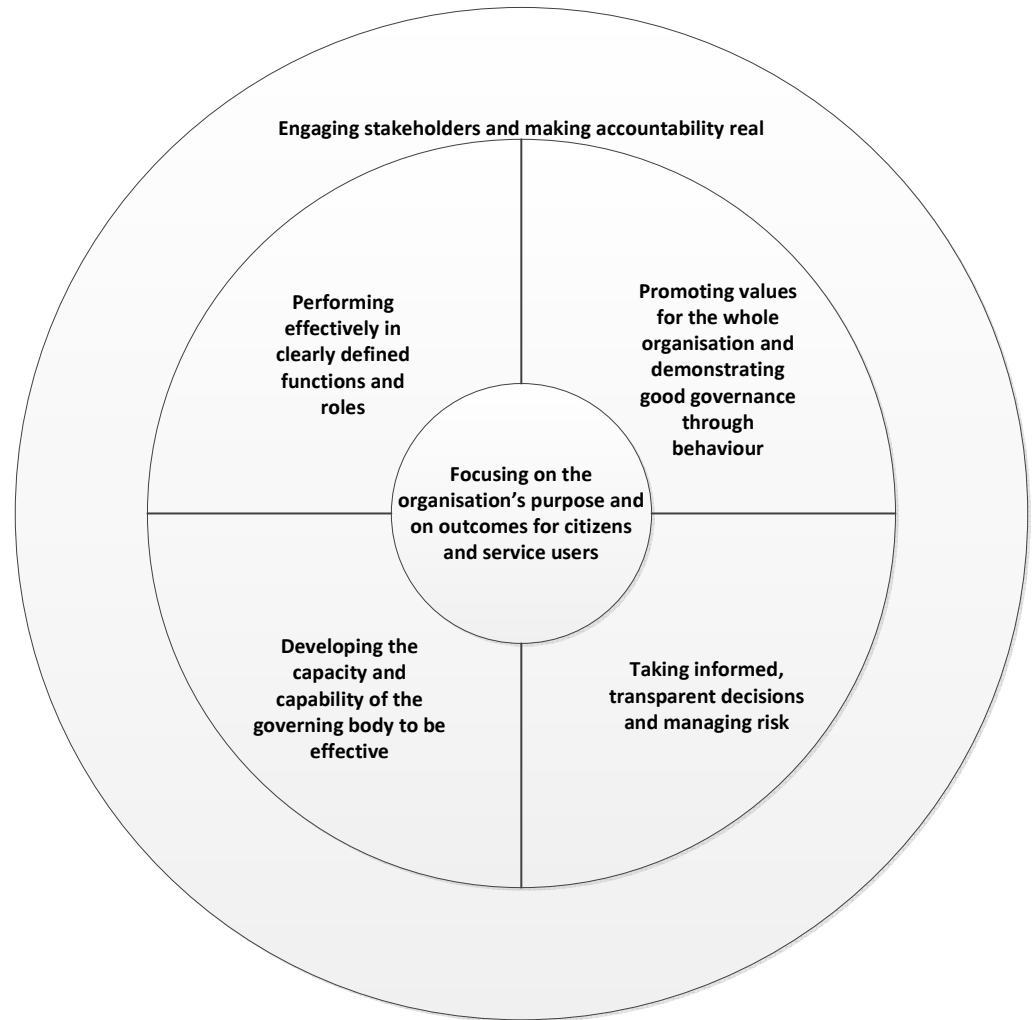 Engaging stakeholders and making accountability real
Performing
effectively in
clearly defined
functions and
roles
Promoting values
for the whole
organisation and
demonstrating
good governance
through
behaviour
Focusing on the
organisation’s purpose and
on outcomes for citizens
and service users
Developing the
capacity and
capability of the
governing body to be
effective
Taking informed,
transparent decisions
and managing risk